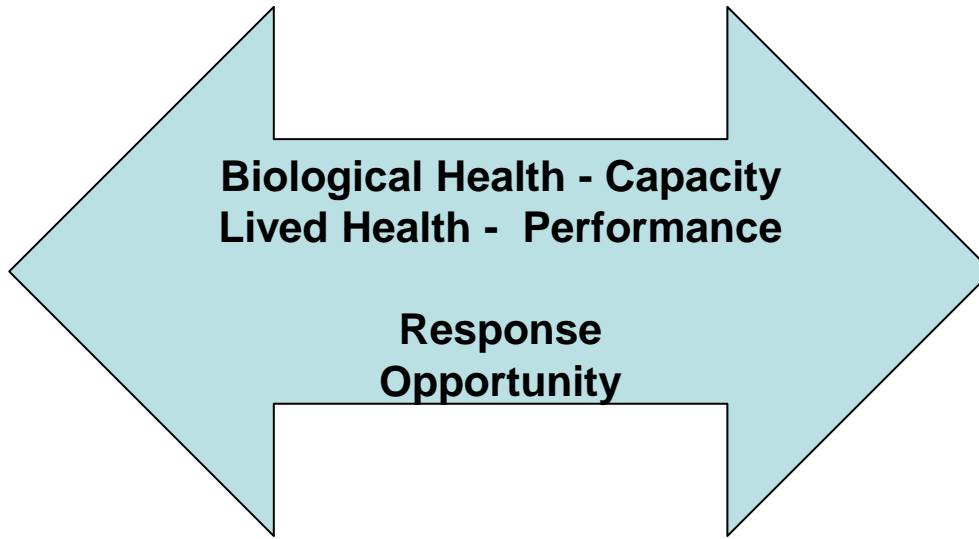 Biological Health - Capacity
Lived Health -  Performance
Response
Opportunity